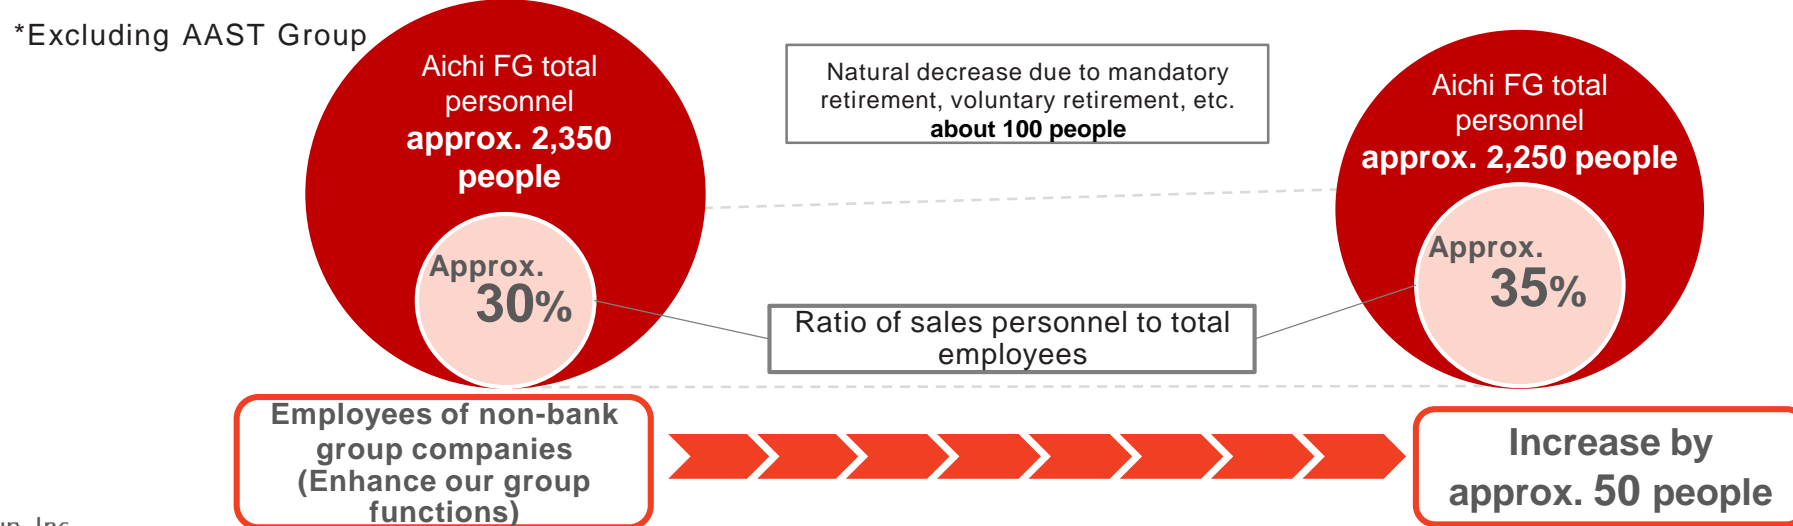 *Excluding AAST Group
Aichi FG total
personnel
approx. 2,350
people
Natural decrease due to mandatory
retirement, voluntary retirement, etc.
about 100 people
Aichi FG total
personnel
approx. 2,250 people
Approx.
30%
Approx.
35%
Ratio of sales personnel to total
employees
Employees of non-bank
group companies
(Enhance our group
functions)
Increase by
approx. 50 people
Inc